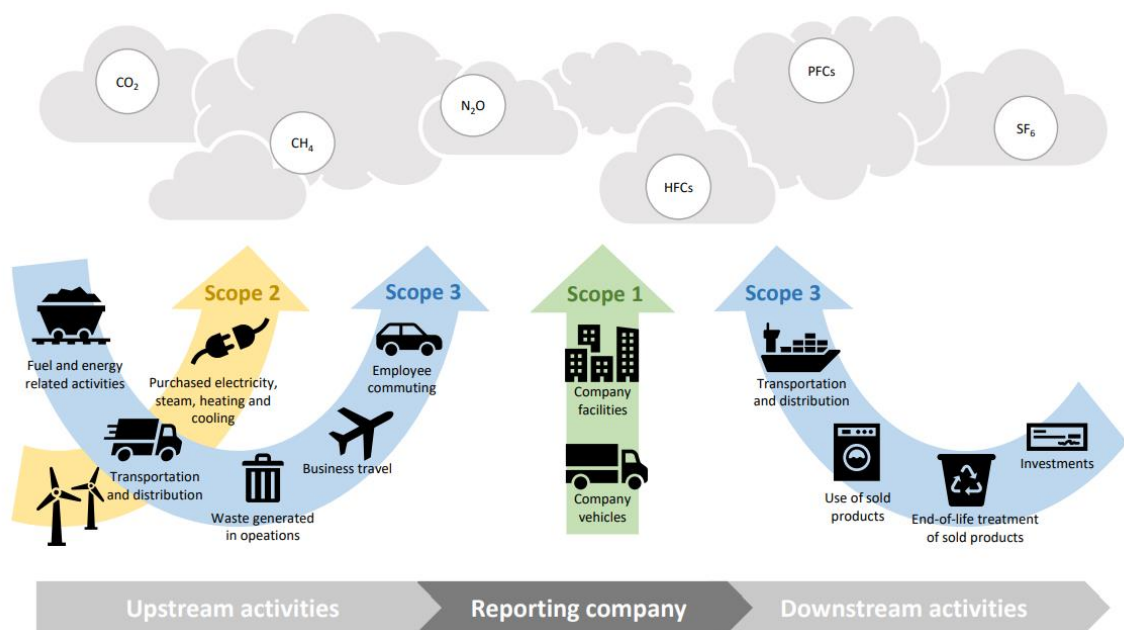 CO₂
CH₄
N₂O
HFCs
PFCs
SF₆
Scope 2
Scope 3
Scope 1
Scope 3
Fuel and energy
related activities
Purchased electricity,
steam, heating and
cooling
Employee
commuting
Transportation
and distribution
Business travel
Waste generated
in opeations
Company
facilities
Company
vehicles
Transportation
and distribution
Use of sold
products
End-of-life treatment
of sold products
Investments
Upstream activities
Reporting company
Downstream activities